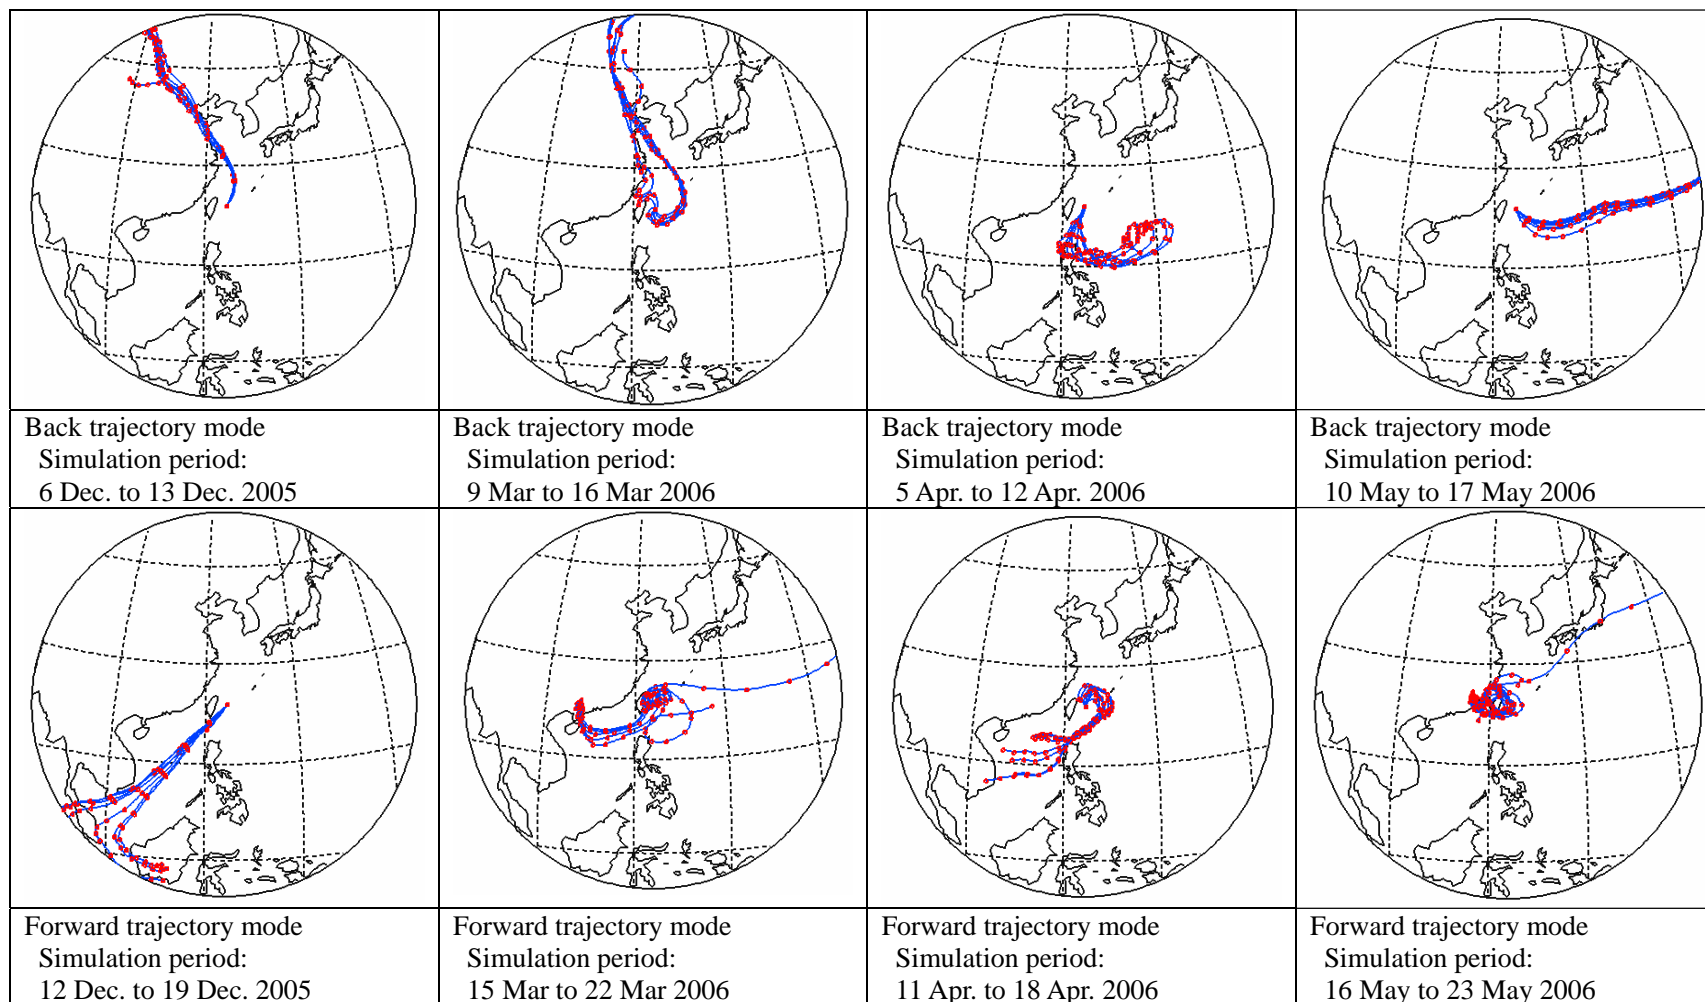 Back trajectory mode
Simulation period:
6 Dec. to 13 Dec. 2005
Back trajectory mode
Simulation period:
9 Mar to 16 Mar 2006
Back trajectory mode
Simulation period:
5 Apr. to 12 Apr. 2006
Back trajectory mode
Simulation period:
10 May to 17 May 2006
Forward trajectory mode
Simulation period:
12 Dec. to 19 Dec. 2005
Forward trajectory mode
Simulation period:
15 Mar to 22 Mar 2006
Forward trajectory mode
Simulation period:
11 Apr. to 18 Apr. 2006
Forward trajectory mode
Simulation period:
16 May to 23 May 2006